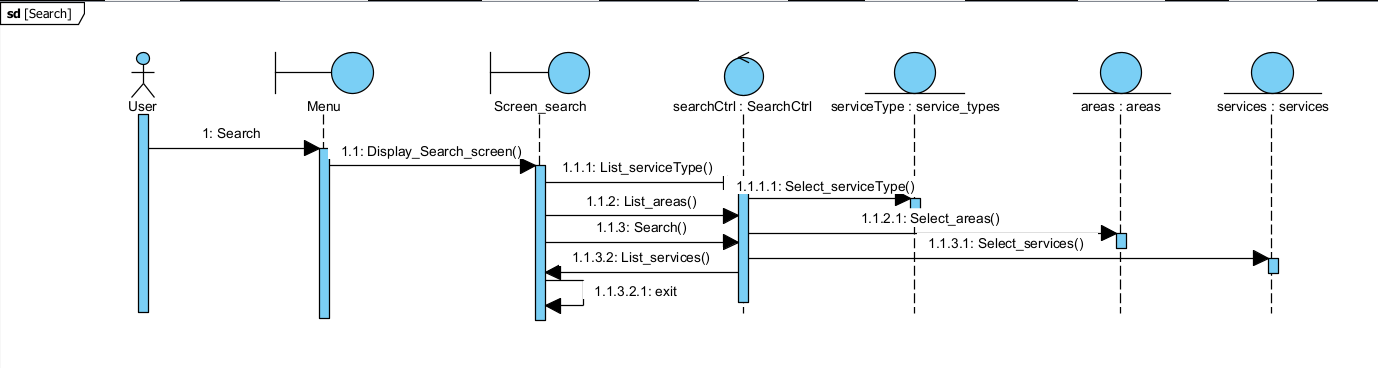 sd [Search]
User
Menu
Screen_search
searchCtrl : SearchCtrl
serviceType : service_types
areas : areas
services : services
1: Search
1.1: Display_Search_screen()
1.1.1: List_serviceType()
1.1.1.1: Select_serviceType()
1.1.2: List_areas()
1.1.2.1: Select_areas()
1.1.3: Search()
1.1.3.1: Select_services()
1.1.3.2: List_services()
1.1.3.2.1: exit